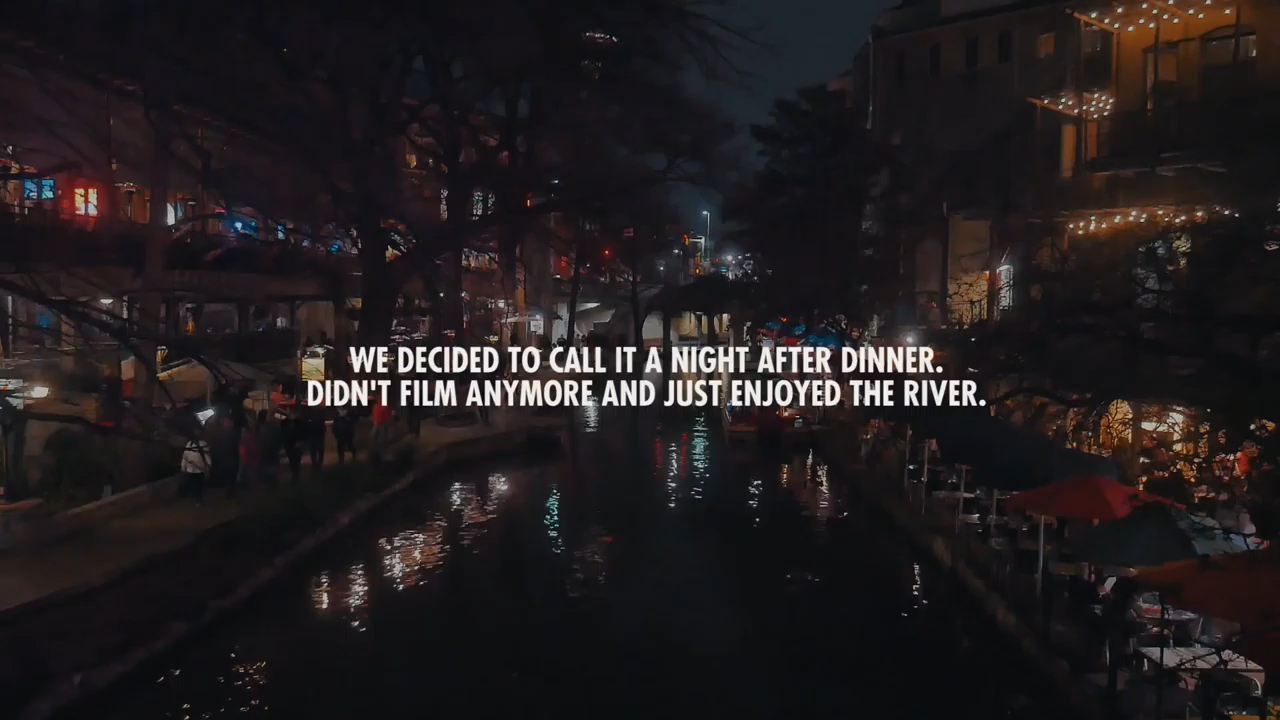 WE DECIDED TO CALL IT A NIGHT AFTER DINNER.
DIDN'T FILM ANYMORE AND JUST ENJOYED THE RIVER.